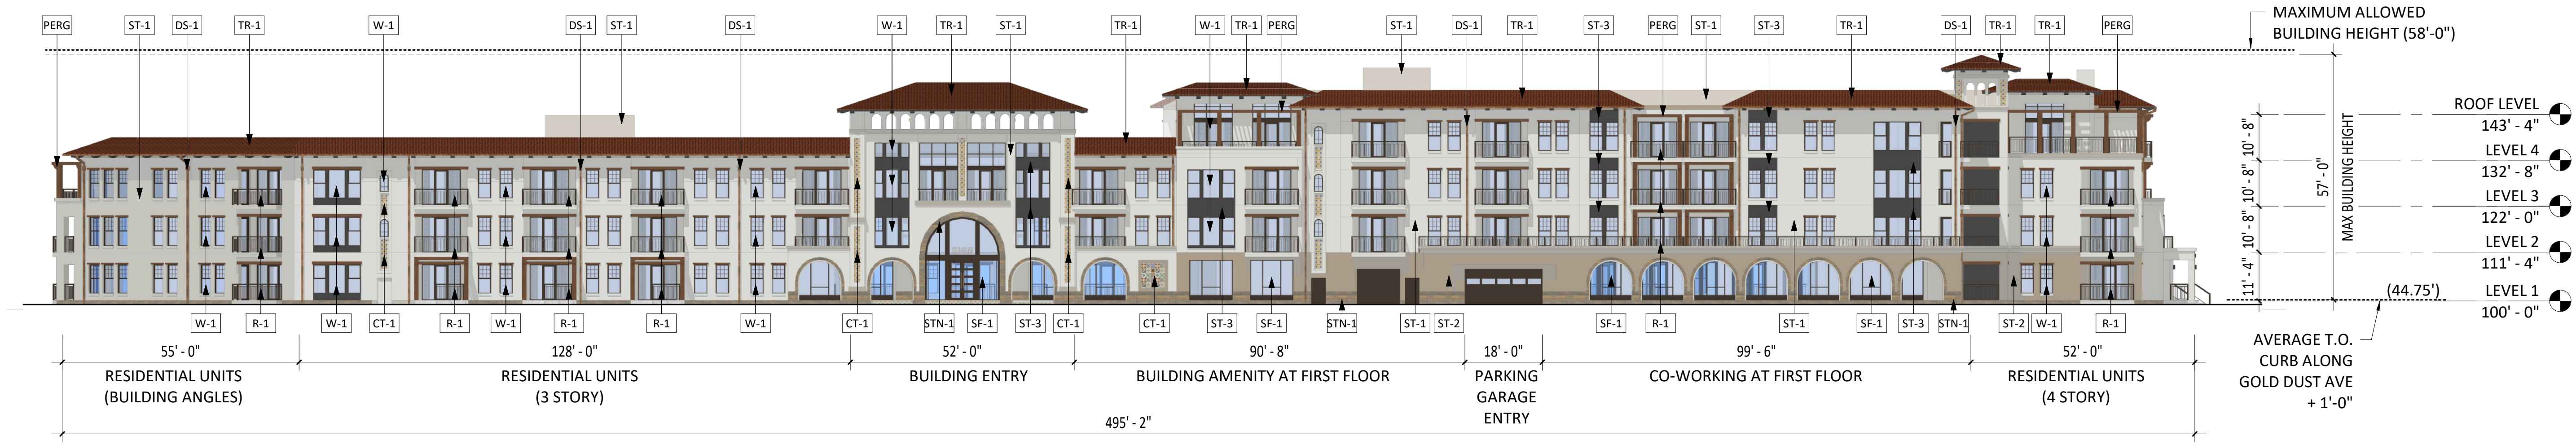 PERG ST-1 DS-1 TR-1 W-1 DS-1 ST-1 DS-1 W-1 TR-1 ST-1 TR-1 W-1 TR-1 PERG ST-1 DS-1 TR-1 ST-3 PERG ST-1 ST-3 TR-1 DS-1 TR-1 TR-1 PERG
MAXIMUM ALLOWED
BUILDING HEIGHT (58'-0")
ROOF LEVEL
143' - 4"
10' - 8"
LEVEL 4
132' - 8"
10' - 8"
LEVEL 3
122' - 0"
10' - 8"
LEVEL 2
111' - 4"
11' - 4"
LEVEL 1
100' - 0"
57' - 0"
MAX BUILDING HEIGHT
(44.75')
SIGN
W-1 R-1 W-1 CT-1 R-1 W-1 R-1 R-1 W-1 CT-1 STN-1 SF-1 ST-3 CT-1 CT-1 ST-3 SF-1 STN-1 ST-1 ST-2 SF-1 R-1 ST-1 SF-1 ST-3 STN-1 ST-2 W-1 R-1
AVERAGE T.O.
CURB ALONG
GOLD DUST AVE
+ 1'-0"
55' - 0" 128' - 0" 52' - 0" 90' - 8" 18' - 0" 99' - 6" 52' - 0"
RESIDENTIAL UNITS
(BUILDING ANGLES)
RESIDENTIAL UNITS
(3 STORY)
BUILDING ENTRY
BUILDING AMENITY AT FIRST FLOOR
PARKING
GARAGE
ENTRY
CO-WORKING AT FIRST FLOOR
RESIDENTIAL UNITS
(4 STORY)
495' - 2"